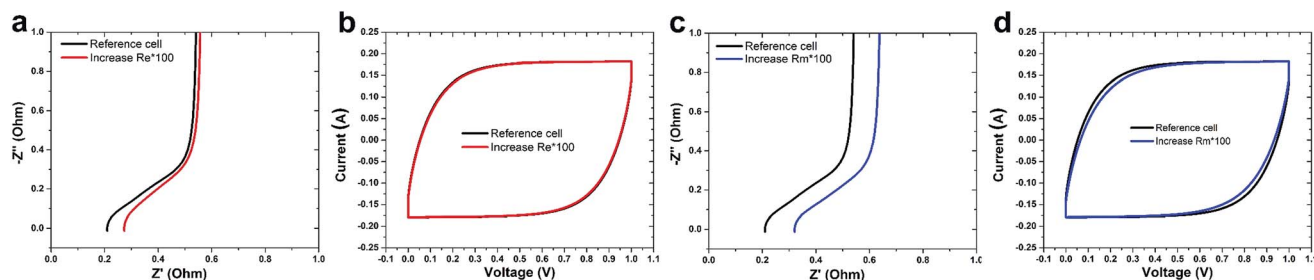 a
Reference cell
Increase Re*100
-Z'' (Ohm)
1.0
0.8
0.6
0.4
0.2
0.0
0.0 0.2 0.4 0.6 0.8 1
Z' (Ohm)
b
Reference cell
Increase Re*100
Current (A)
0.25
0.20
0.15
0.10
0.05
0.00
-0.05
-0.10
-0.15
-0.20
-0.25
0.0 0.1 0.2 0.3 0.4 0.5 0.6 0.7 0.8 0.9 1.0 1.1
Voltage (V)
c
Reference cell
Increase Rm*100
-Z'' (Ohm)
1.0
0.8
0.6
0.4
0.2
0.0
0.0 0.2 0.4 0.6 0.8 1
Z' (Ohm)
d
Reference cell
Increase Rm*100
Current (A)
0.25
0.20
0.15
0.10
0.05
0.00
-0.05
-0.10
-0.15
-0.20
-0.25
0.0 0.1 0.2 0.3 0.4 0.5 0.6 0.7 0.8 0.9 1.0 1.1
Voltage (V)